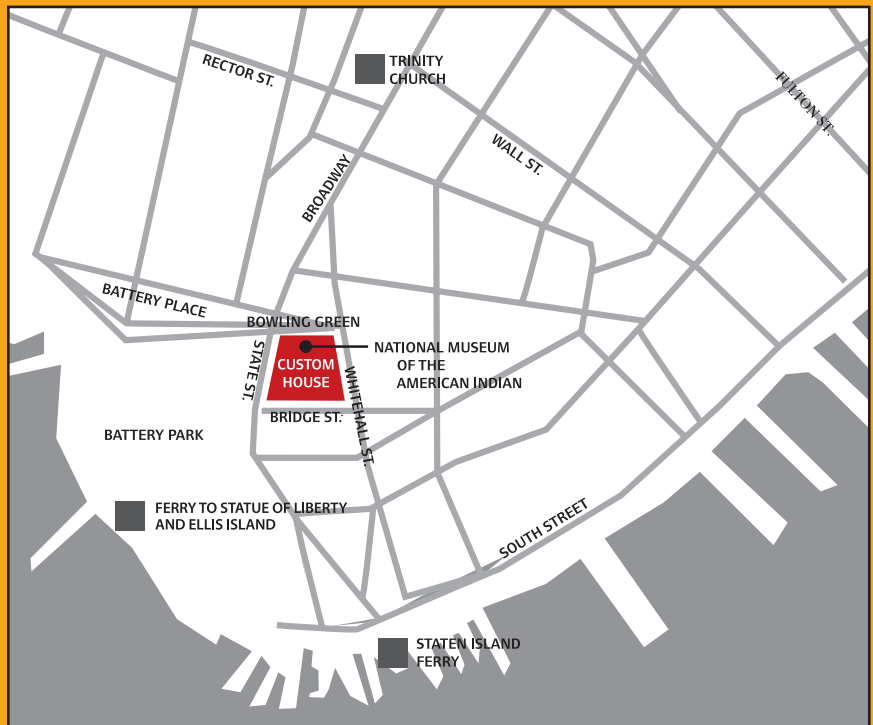 TRINITY
CHURCH
RECTOR ST.
FULTON ST.
WALL ST.
BROADWAY
BATTERY PLACE
BOWLING GREEN
STATE ST.
CUSTOM
HOUSE
NATIONAL MUSEUM
OF THE
AMERICAN INDIAN
WHITEHALL ST.
BRIDGE ST.
BATTERY PARK
FERRY TO STATUE OF LIBERTY
AND ELLIS ISLAND
SOUTH STREET
STATEN ISLAND
FERRY